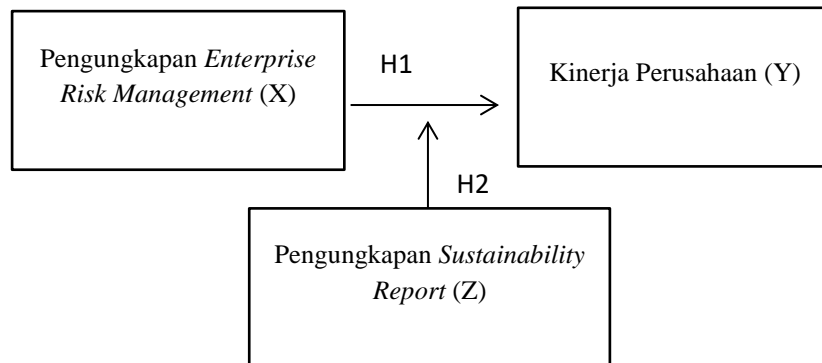 Pengungkapan Enterprise
Risk Management (X)
H1
Kinerja Perusahaan (Y)
H2
Pengungkapan Sustainability
Report (Z)